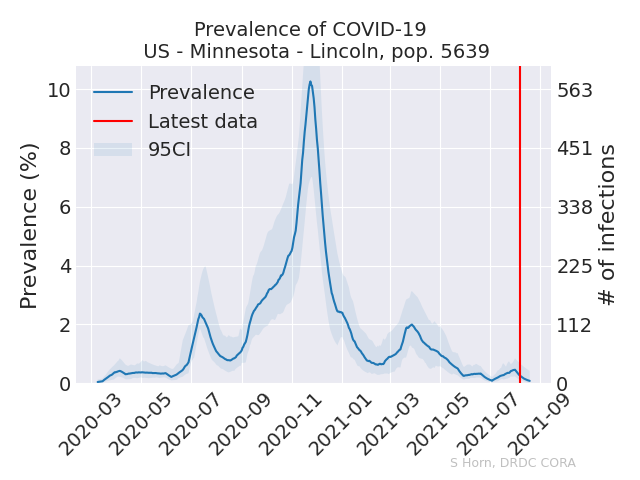 Prevalence of COVID-19
US - Minnesota - Lincoln, pop. 5639
Prevalence
Latest data
95CI
Prevalence (%)
10
8
6
4
2
0
# of infections
563
451
338
225
112
0
2020-03
2020-05
2020-07
2020-09
2020-11
2021-01
2021-03
2021-05
2021-07
2021-09
S Horn, DRDC CORA